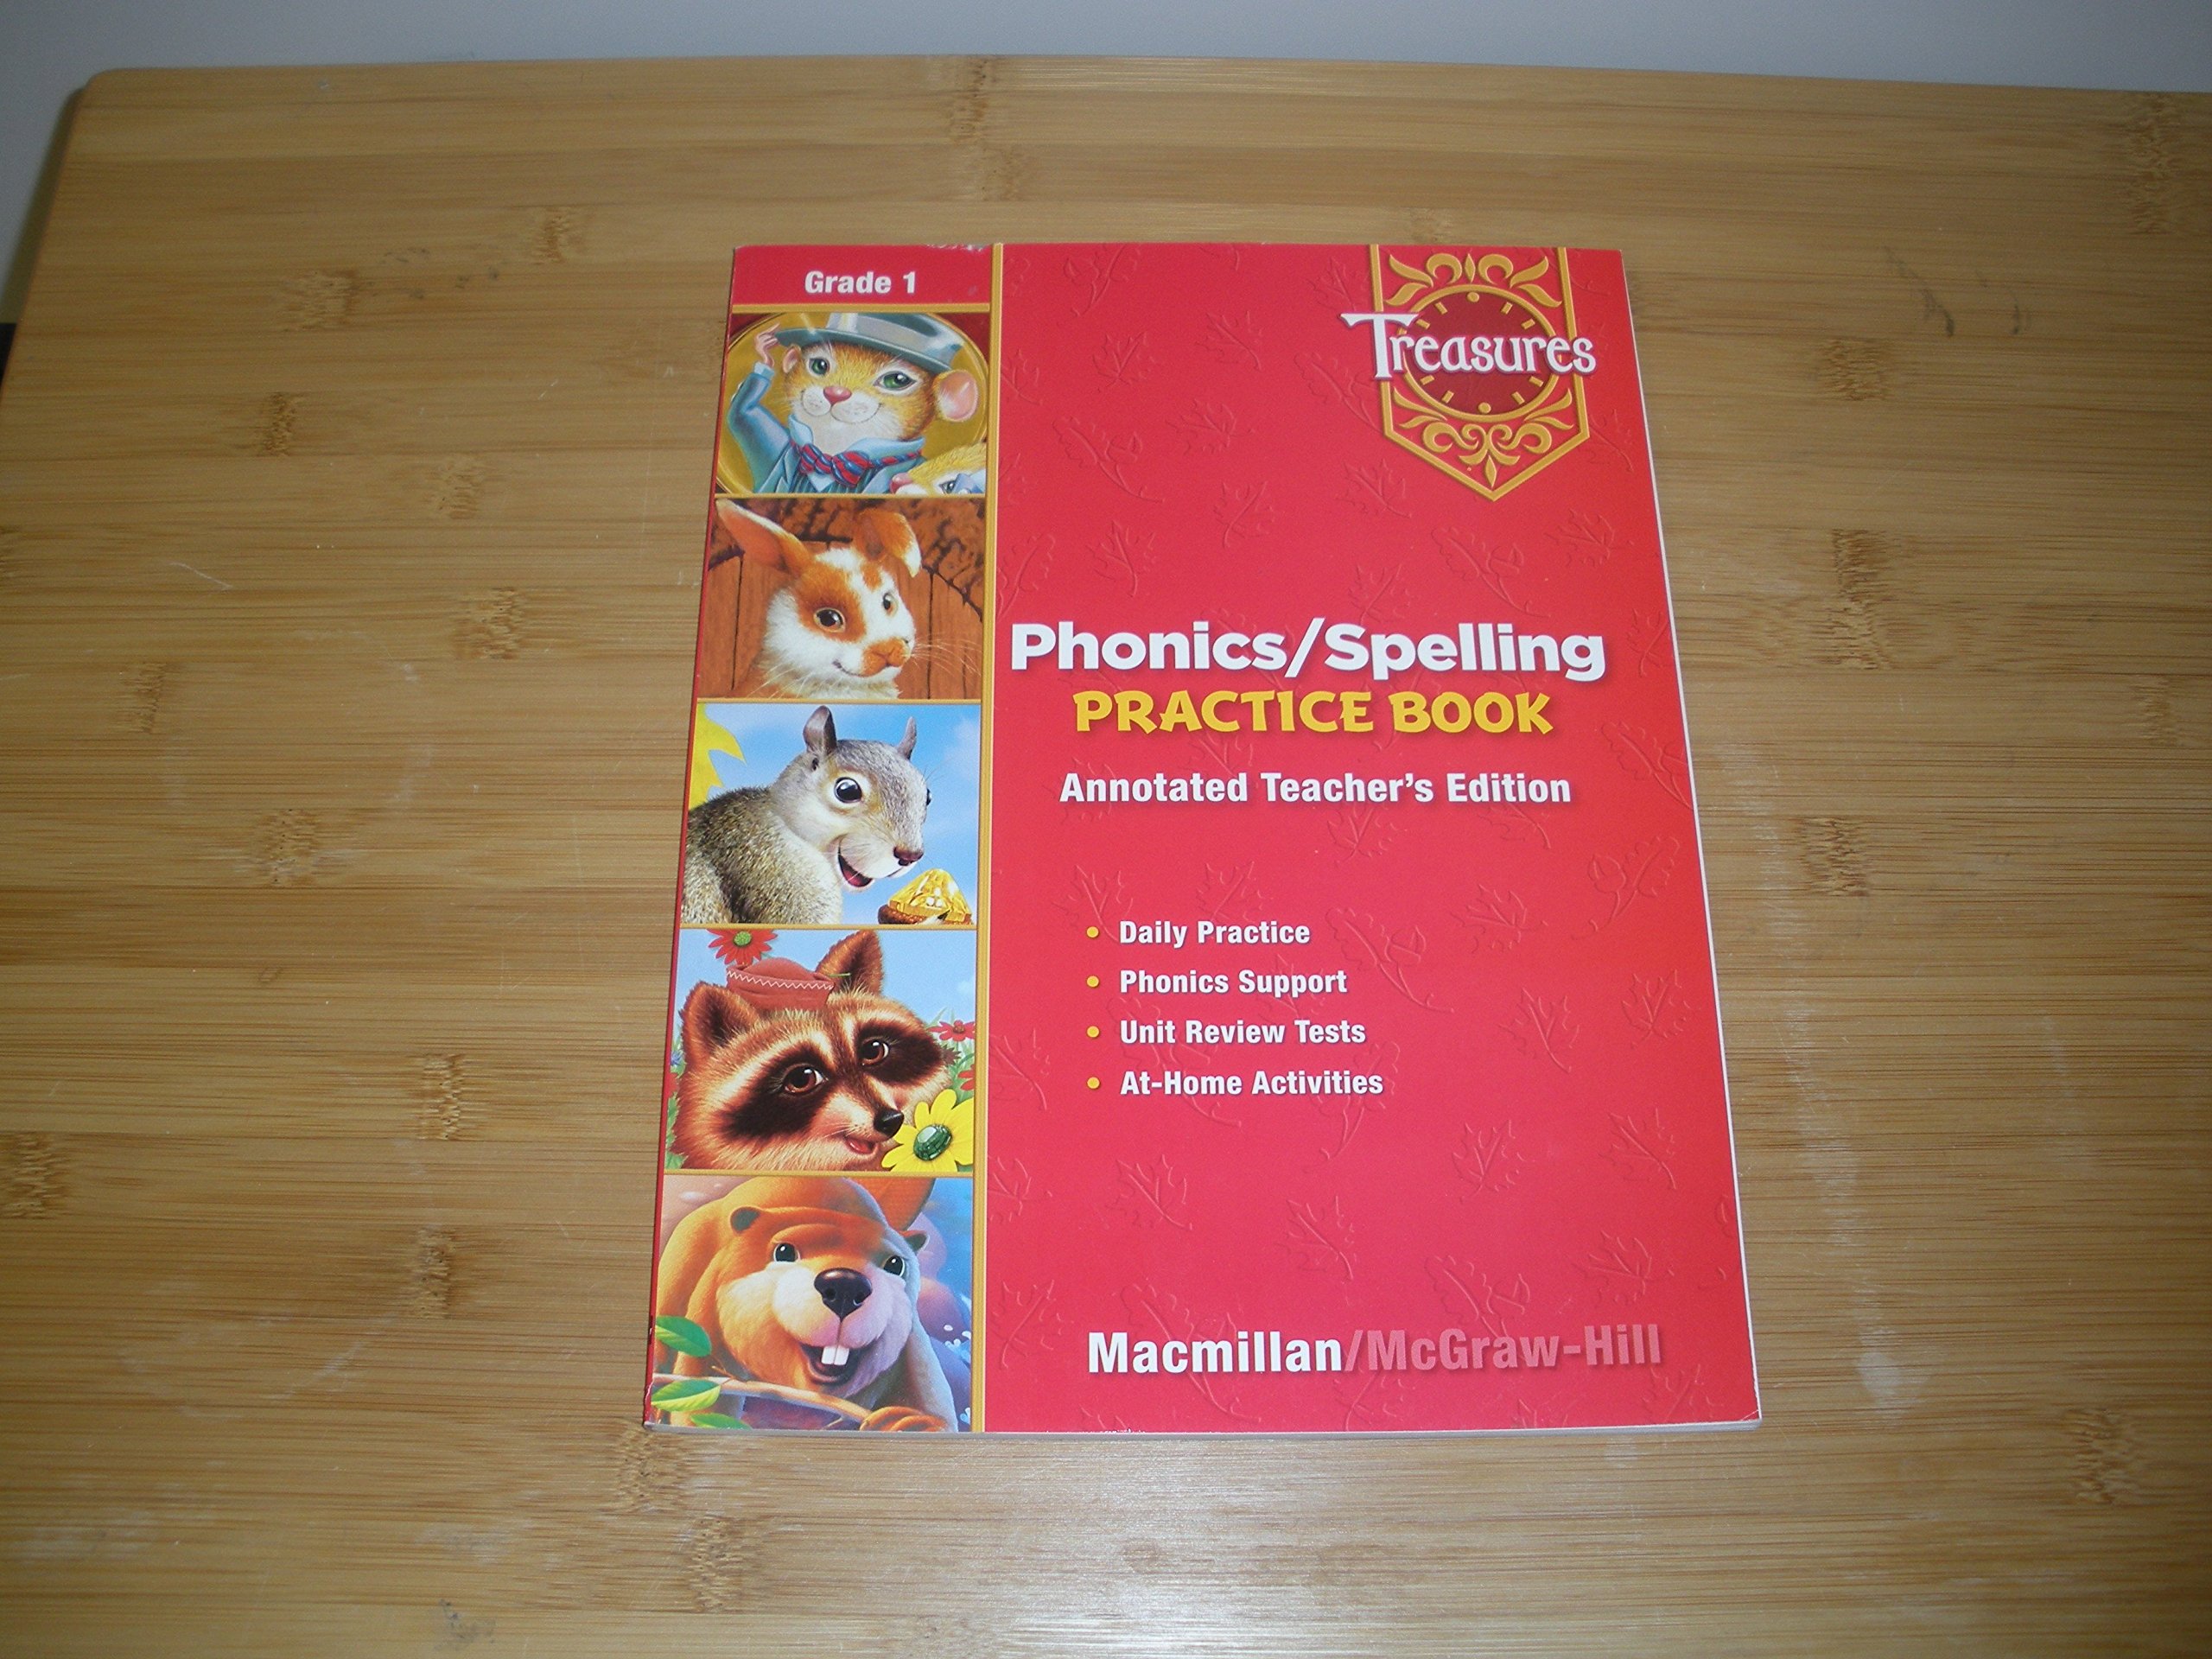 Grade 1
Treasures
Phonics/Spelling
PRACTICE BOOK
Annotated Teacher's Edition
• Daily Practice
• Phonics Support
• Unit Review Tests
• At-Home Activities
Macmillan/McGraw-Hill